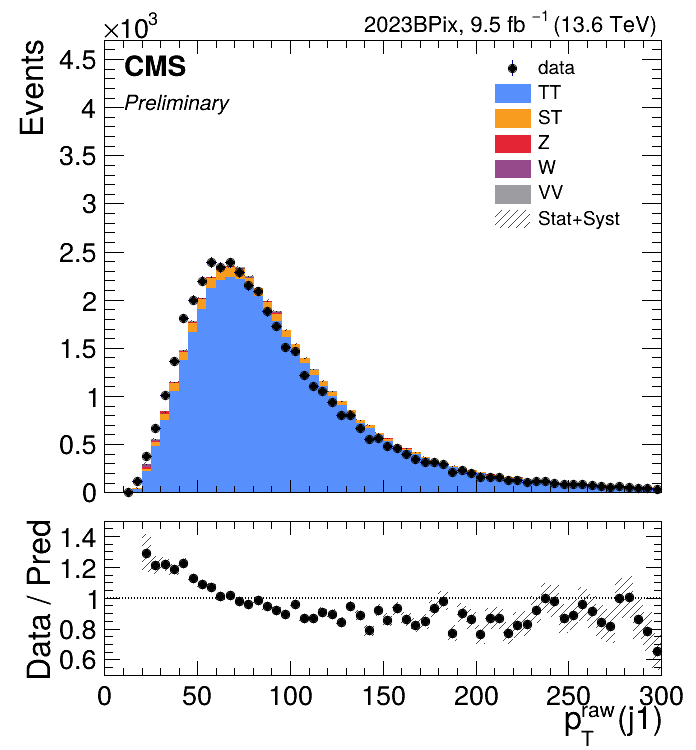 ×10³
2023BPix, 9.5 fb ⁻¹ (13.6 TeV)
Events
CMS
Preliminary
data
TT
ST
Z
W
VV
Stat+Syst
4.5
4
3.5
3
2.5
2
1.5
1
0.5
0
Data / Pred
1.4
1.2
1
0.8
0.6
0 50 100 150 200 250 300
p_T^raw(j1)